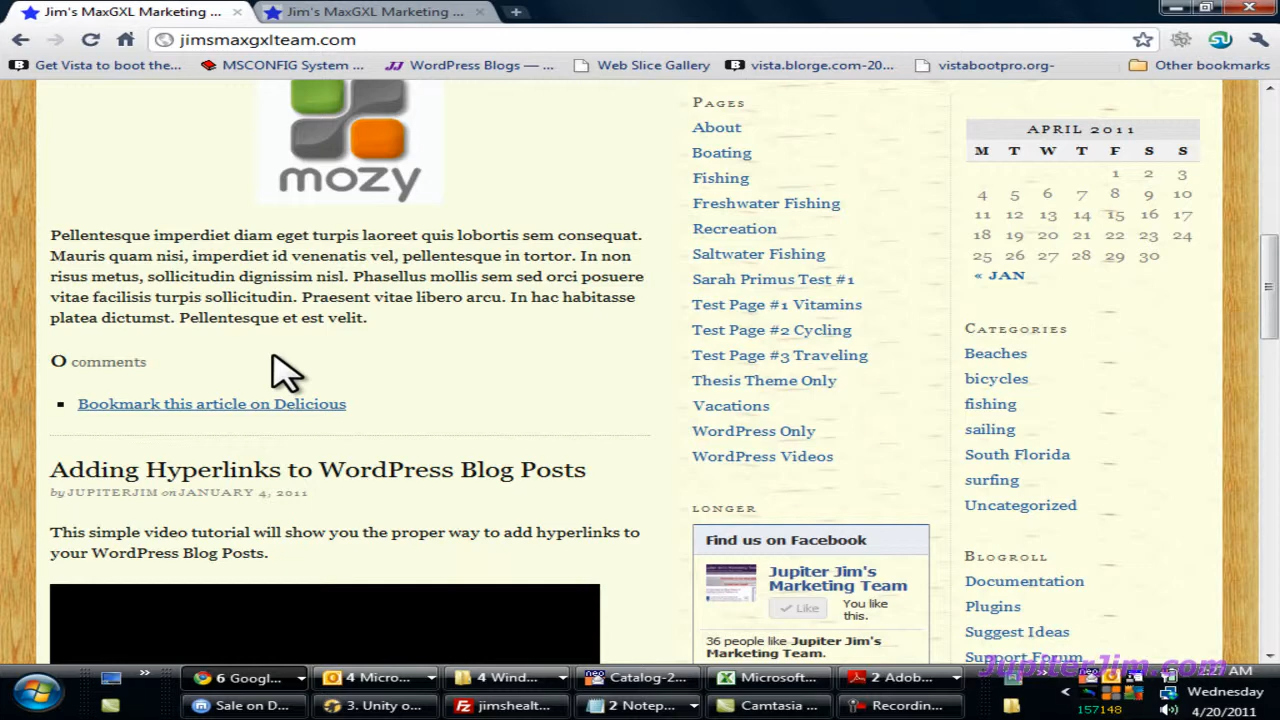 Jim's MaxGXL Marketing ...
Jim's MaxGXL Marketing ...
jimsmaxgxlteam.com
Get Vista to boot the...
MSCONFIG System ...
WordPress Blogs — ...
Web Slice Gallery
vista.blorge.com-20...
vistabootpro.org-
Other bookmarks
mozy
Pellentesque imperdiet diam eget turpis laoreet quis lobortis sem consequat.
Mauris quam nisi, imperdiet id venenatis vel, pellentesque in tortor. In non
risus metus, sollicitudin dignissim nisl. Phasellus mollis sem sed orci posuere
vitae facilisis turpis sollicitudin. Praesent vitae libero arcu. In hac habitasse
platea dictumst. Pellentesque et est velit.
0 comments
Bookmark this article on Delicious
Adding Hyperlinks to WordPress Blog Posts
by JUPITERJIM on JANUARY 4, 2011
This simple video tutorial will show you the proper way to add hyperlinks to
your WordPress Blog Posts.
PAGES
About
Boating
Fishing
Freshwater Fishing
Recreation
Saltwater Fishing
Sarah Primus Test #1
Test Page #1 Vitamins
Test Page #2 Cycling
Test Page #3 Traveling
Thesis Theme Only
Vacations
WordPress Only
WordPress Videos
LONGER
Find us on Facebook
Jupiter Jim's
Marketing Team
Like
You like
this.
36 people like Jupiter Jim's
Marketing Team.
APRIL 2011
M T W T F S S
1 2 3
4 5 6 7 8 9 10
11 12 13 14 15 16 17
18 19 20 21 22 23 24
25 26 27 28 29 30
« JAN
CATEGORIES
Beaches
bicycles
fishing
sailing
South Florida
surfing
Uncategorized
BLOGROLL
Documentation
Plugins
Suggest Ideas
Support Forum
JupiterJim.com
6 Googl...
4 Micro...
4 Wind...
Catalog-2...
Microsoft...
2 Adob...
AM
Sale on D...
3. Unity o...
jimshealt...
2 Notep...
Camtasia ...
Recordin...
157148
Wednesday
4/20/2011